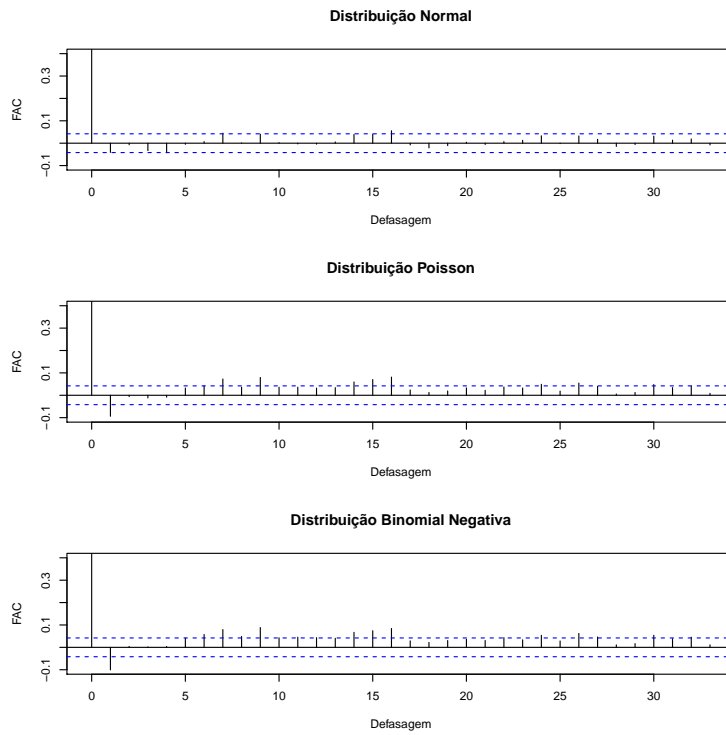 Distribuição Normal
FAC
−0.1 0.1 0.3
0 5 10 15 20 25 30
Defasagem
Distribuição Poisson
FAC
−0.1 0.1 0.3
0 5 10 15 20 25 30
Defasagem
Distribuição Binomial Negativa
FAC
−0.1 0.1 0.3
0 5 10 15 20 25 30
Defasagem